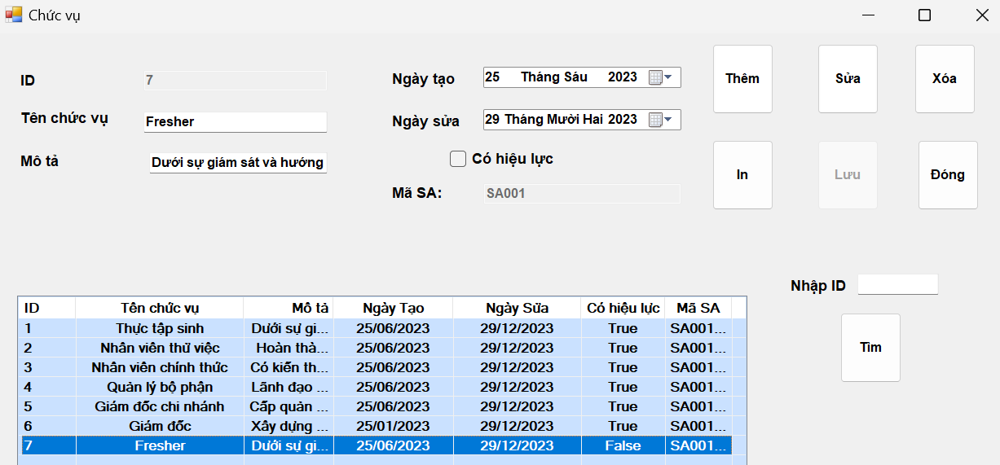 Chức vụ
ID 7
Tên chức vụ Fresher
Mô tả Dưới sự giám sát và hướng
Ngày tạo 25 Tháng Sáu 2023
Ngày sửa 29 Tháng Mười Hai 2023
Có hiệu lực
Mã SA: SA001
Thêm Sửa Xóa
In Lưu Đóng
Nhập ID
Tìm
ID Tên chức vụ Mô tả Ngày Tạo Ngày Sửa Có hiệu lực Mã SA
1 Thực tập sinh Dưới sự gi... 25/06/2023 29/12/2023 True SA001...
2 Nhân viên thử việc Hoàn thà... 25/06/2023 29/12/2023 True SA001...
3 Nhân viên chính thức Có kiến th... 25/06/2023 29/12/2023 True SA001...
4 Quản lý bộ phận Lãnh đạo ... 25/06/2023 29/12/2023 True SA001...
5 Giám đốc chi nhánh Cấp quản ... 25/06/2023 29/12/2023 True SA001...
6 Giám đốc Xây dựng ... 25/01/2023 29/12/2023 True SA001...
7 Fresher Dưới sự gi... 25/06/2023 29/12/2023 False SA001...